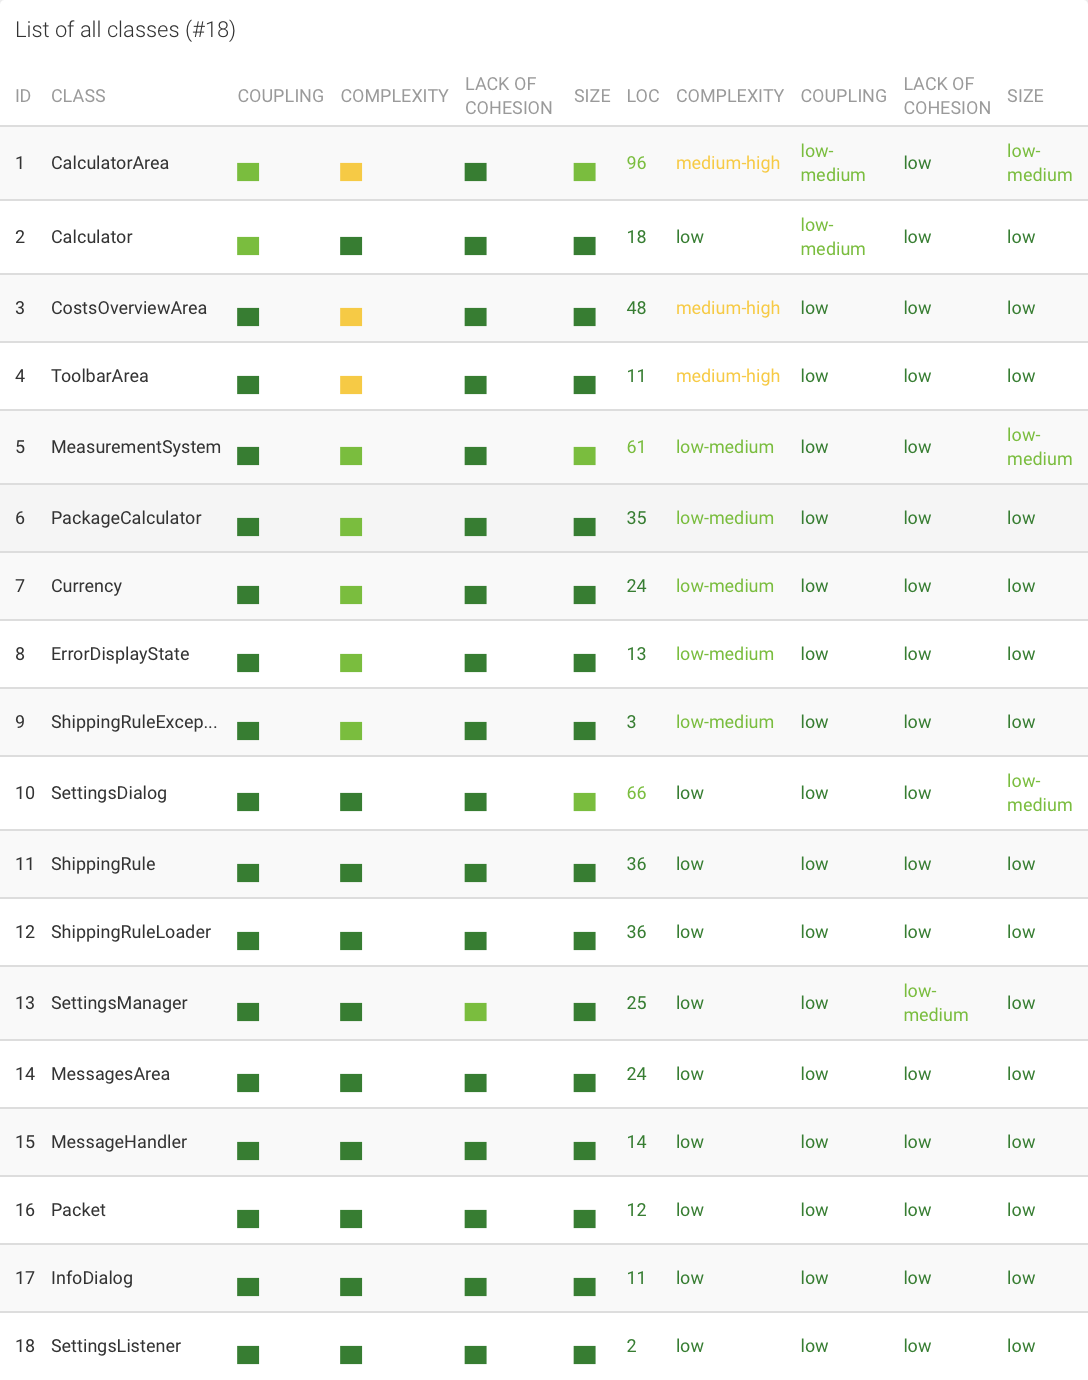 List of all classes (#18)
ID CLASS COUPLING COMPLEXITY LACK OF COHESION SIZE LOC COMPLEXITY COUPLING LACK OF COHESION SIZE
1 CalculatorArea 96 medium-high low-medium low low-medium
2 Calculator 18 low low-medium low low
3 CostsOverviewArea 48 medium-high low low low
4 ToolbarArea 11 medium-high low low low
5 MeasurementSystem 61 low-medium low low low-medium
6 PackageCalculator 35 low-medium low low low
7 Currency 24 low-medium low low low
8 ErrorDisplayState 13 low-medium low low low
9 ShippingRuleExcep... 3 low-medium low low low
10 SettingsDialog 66 low low low low-medium
11 ShippingRule 36 low low low low
12 ShippingRuleLoader 36 low low low low
13 SettingsManager 25 low low low-medium low
14 MessagesArea 24 low low low low
15 MessageHandler 14 low low low low
16 Packet 12 low low low low
17 InfoDialog 11 low low low low
18 SettingsListener 2 low low low low